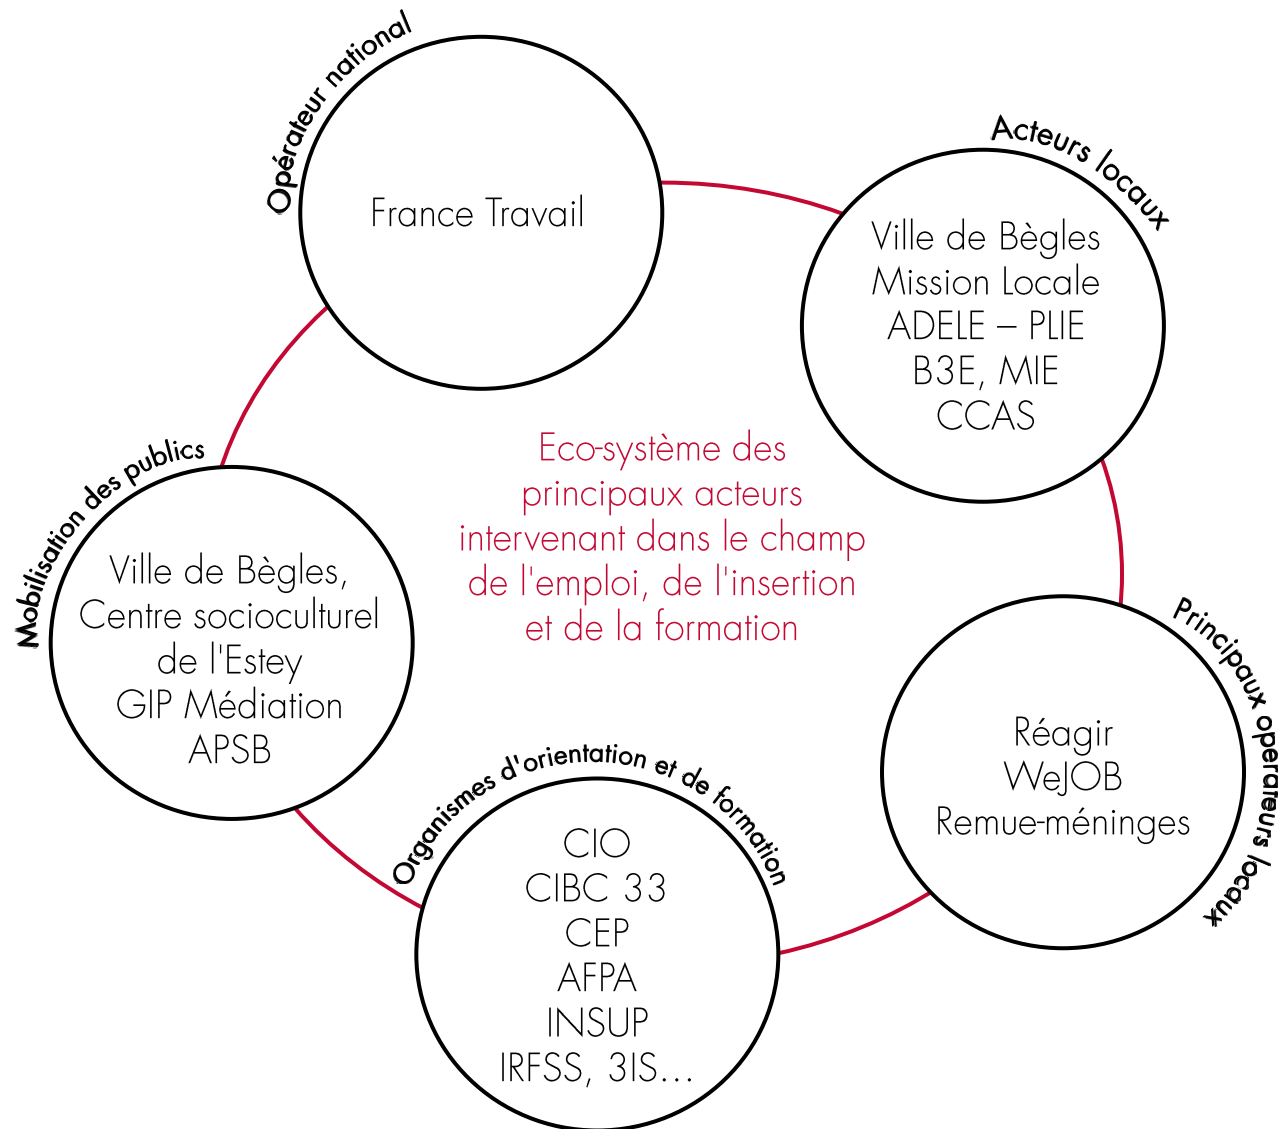 Opérateur national
France Travail
Acteurs locaux
Ville de Bègles
Mission Locale
ADELE – PLIE
B3E, MIE
CCAS
Eco-système des
principaux acteurs
intervenant dans le champ
de l'emploi, de l'insertion
et de la formation
Mobilisation des publics
Ville de Bègles,
Centre socioculturel
de l'Estey
GIP Médiation
APSB
Principaux operateurs locaux
Réagir
WeJOB
Remue-méninges
Organismes d'orientation et de formation
CIO
CIBC 33
CEP
AFPA
INSUP
IRFSS, 3IS...